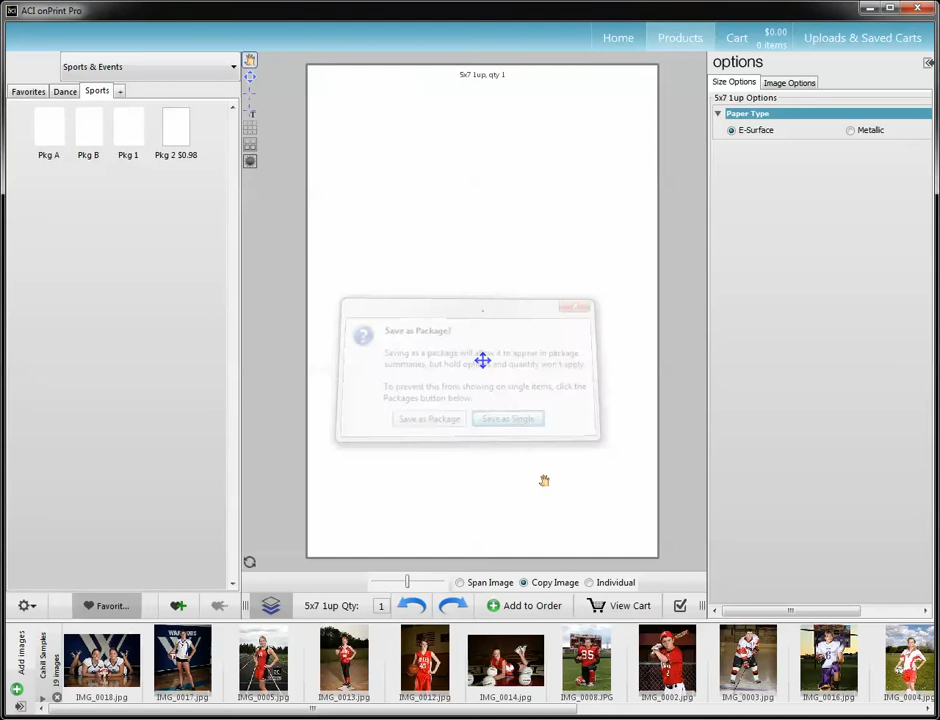 ACI onPrint Pro
Home
Products
Cart
$0.00
0 items
Uploads & Saved Carts
Sports & Events
Favorites
Dance
Sports
+
Pkg A
Pkg B
Pkg 1
Pkg 2 $0.98
5x7 1up, qty 1
options
Size Options
Image Options
5x7 1up Options
Paper Type
E-Surface
Metallic
Save as Package?
Saving as a package will allow it to appear in package
summaries, but hold options and quantity won't apply.
To prevent this from showing on single items, click the
Packages button below.
Save as Package
Save as Single
Span Image
Copy Image
Individual
Favorit...
5x7 1up Qty:
1
Add to Order
View Cart
Add images
Cahill Samples
19 images
IMG_0018.jpg
IMG_0017.jpg
IMG_0005.jpg
IMG_0013.jpg
IMG_0012.jpg
IMG_0014.jpg
IMG_0008.JPG
IMG_0002.jpg
IMG_0003.jpg
IMG_0016.jpg
IMG_0004.jpg